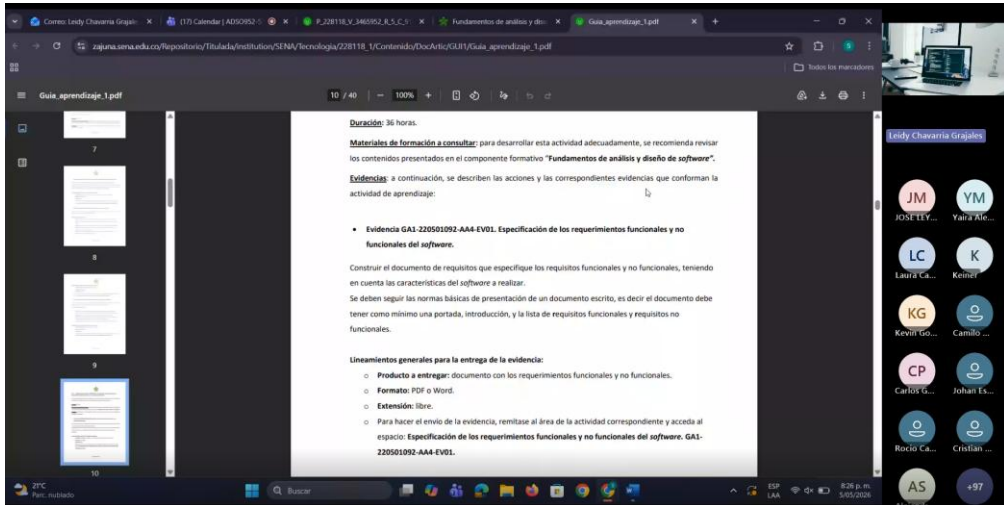 Correo: Leidy Chavarria Grajale
(17) Calendar | ADSO952-S
P_228118_V_3465952_R_S_C_V
Fundamentos de análisis y dise
Guia_aprendizaje_1.pdf
zajuna.sena.edu.co/Repositorio/Titulada/institution/SENA/Tecnologia/228118_1/Contenido/DocArtic/GUI1/Guia_aprendizaje_1.pdf
Todos los marcadores
Guia_aprendizaje_1.pdf
10 / 40
100%
7
8
9
10
Duración: 36 horas.
Materiales de formación a consultar: para desarrollar esta actividad adecuadamente, se recomienda revisar
los contenidos presentados en el componente formativo "Fundamentos de análisis y diseño de software".
Evidencias: a continuación, se describen las acciones y las correspondientes evidencias que conforman la
actividad de aprendizaje:
• Evidencia GA1-220501092-AA4-EV01. Especificación de los requerimientos funcionales y no
funcionales del software.
Construir el documento de requisitos que especifique los requisitos funcionales y no funcionales, teniendo
en cuenta las características del software a realizar.
Se deben seguir las normas básicas de presentación de un documento escrito, es decir el documento debe
tener como mínimo una portada, introducción, y la lista de requisitos funcionales y requisitos no
funcionales.
Lineamientos generales para la entrega de la evidencia:
○ Producto a entregar: documento con los requerimientos funcionales y no funcionales.
○ Formato: PDF o Word.
○ Extensión: libre.
○ Para hacer el envío de la evidencia, remítase al área de la actividad correspondiente y acceda al
espacio: Especificación de los requerimientos funcionales y no funcionales del software. GA1-
220501092-AA4-EV01.
Leidy Chavarria Grajales
JM
JOSE LEY...
YM
Yaira Ale...
LC
Laura Ca...
K
Keiner
KG
Kevin Go...
Camilo ...
CP
Carlos G...
Johan Es...
Rocio Ca...
Cristian ...
AS
+97
21°C
Parc. nublado
Buscar
ESP
LAA
8:26 p. m.
5/05/2026